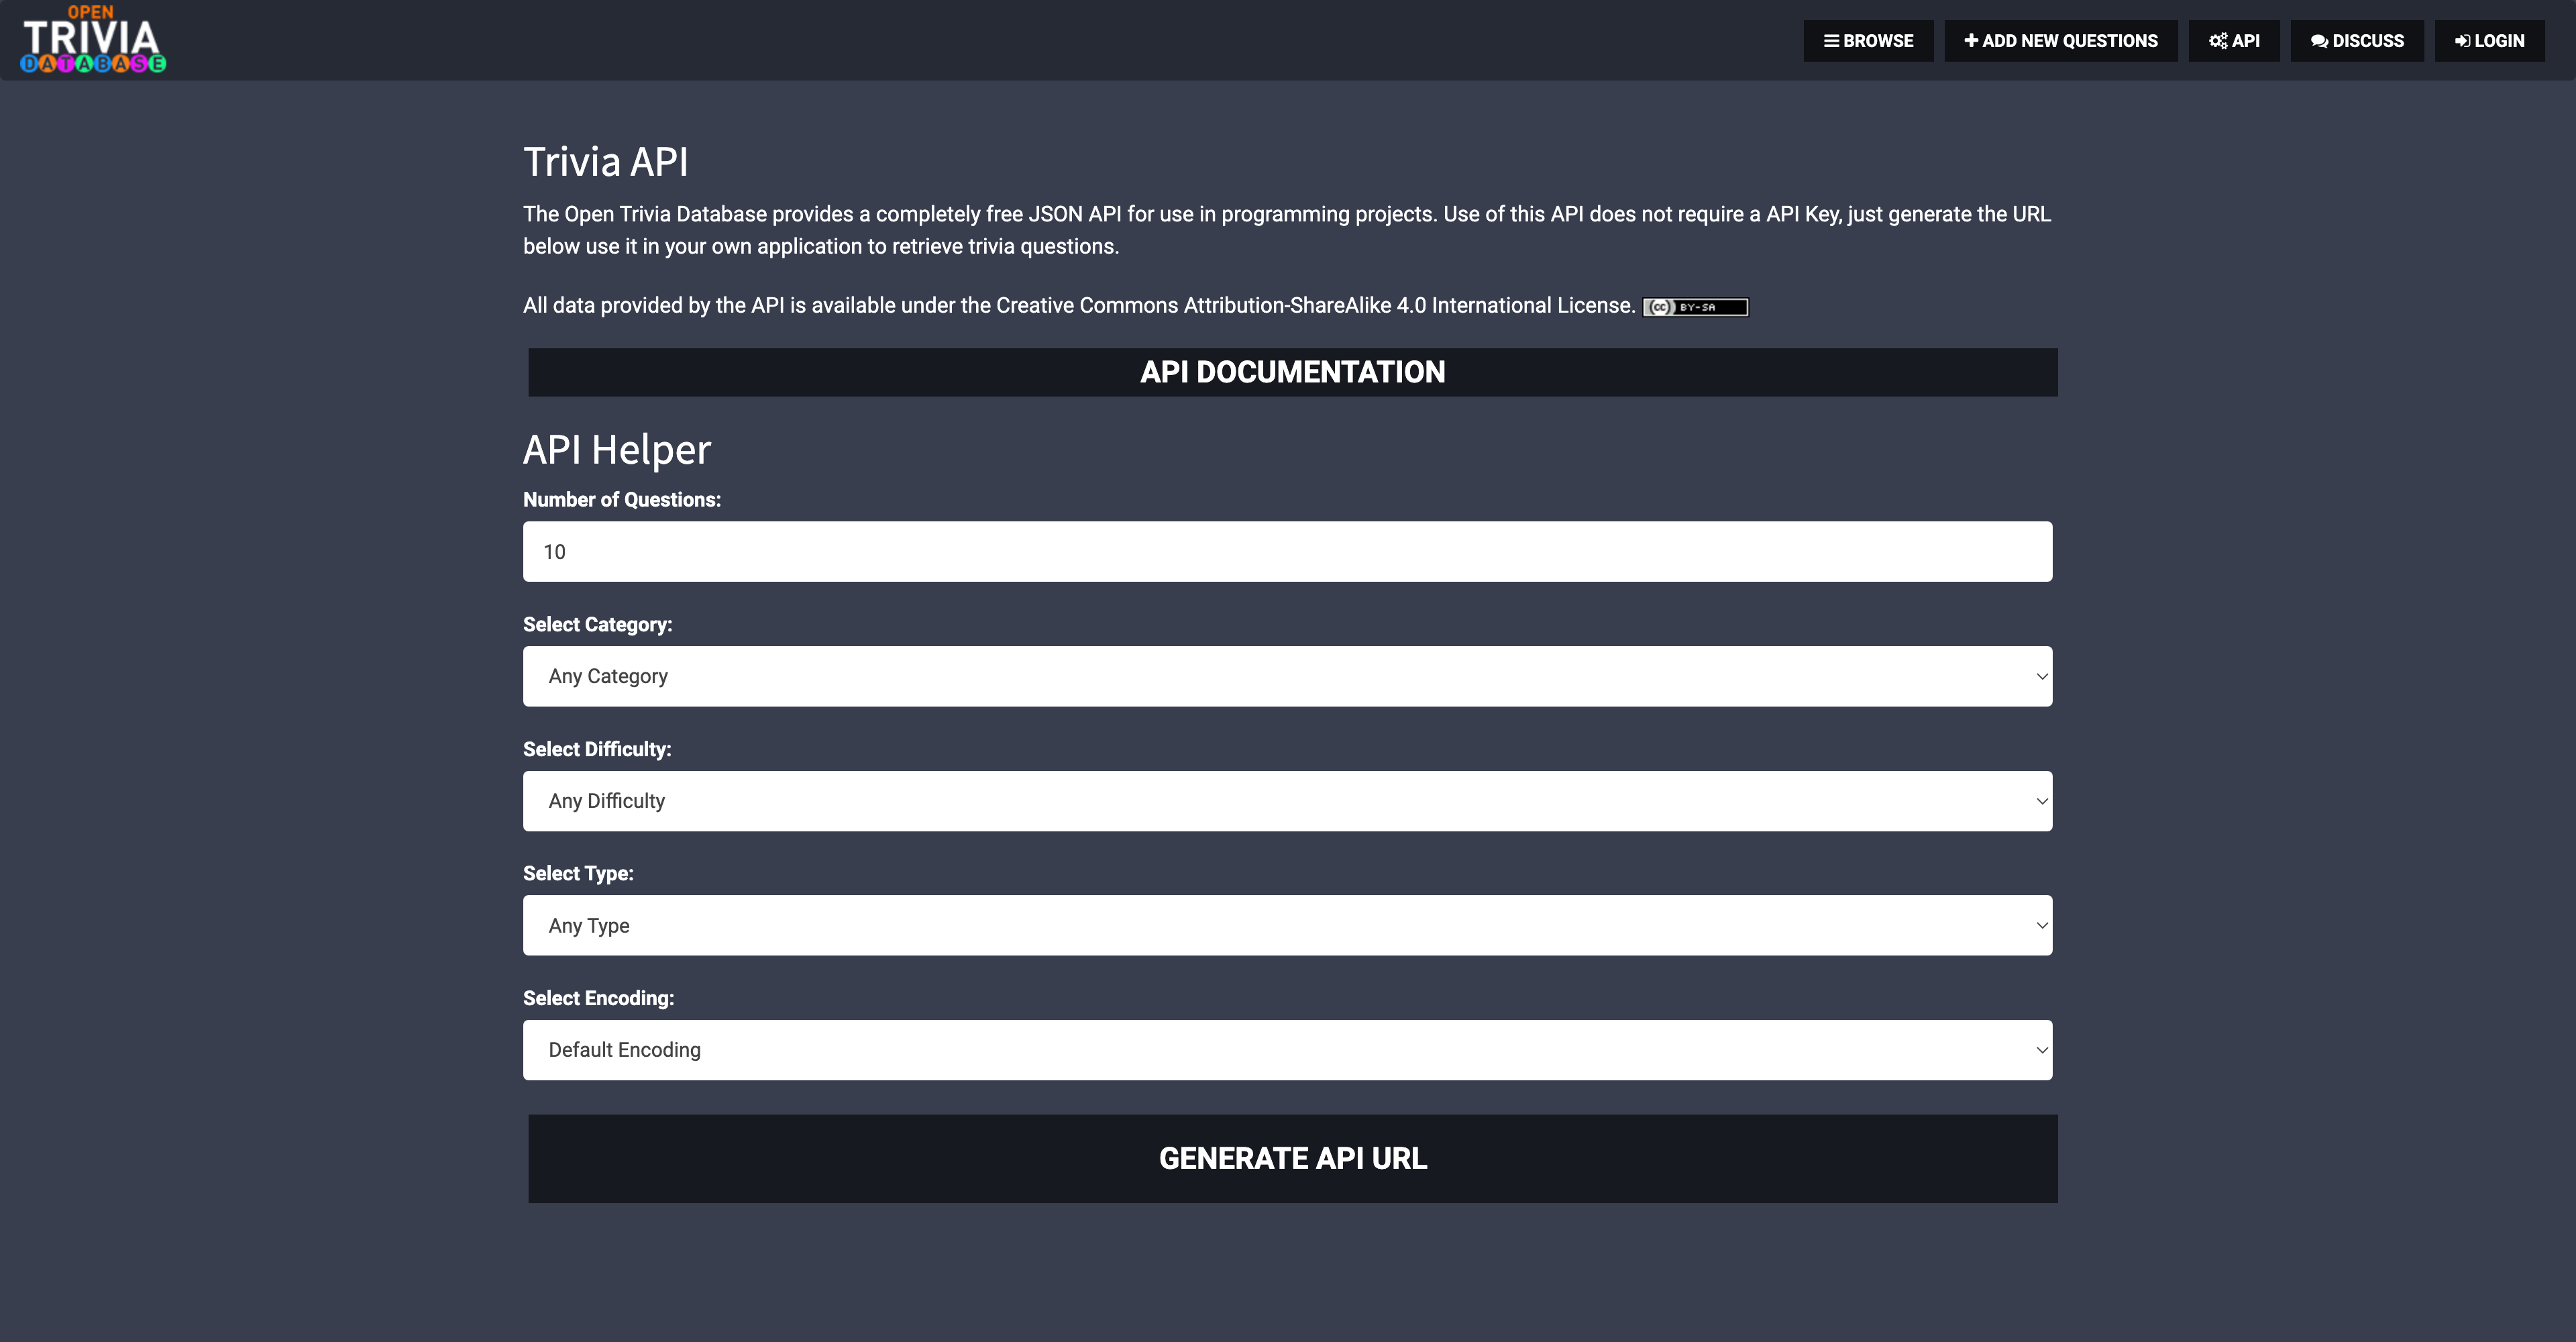 OPEN
TRIVIA
DATABASE
BROWSE
ADD NEW QUESTIONS
API
DISCUSS
LOGIN
Trivia API
The Open Trivia Database provides a completely free JSON API for use in programming projects. Use of this API does not require a API Key, just generate the URL
below use it in your own application to retrieve trivia questions.
All data provided by the API is available under the Creative Commons Attribution-ShareAlike 4.0 International License. (cc) BY-SA
API DOCUMENTATION
API Helper
Number of Questions:
10
Select Category:
Any Category
Select Difficulty:
Any Difficulty
Select Type:
Any Type
Select Encoding:
Default Encoding
GENERATE API URL